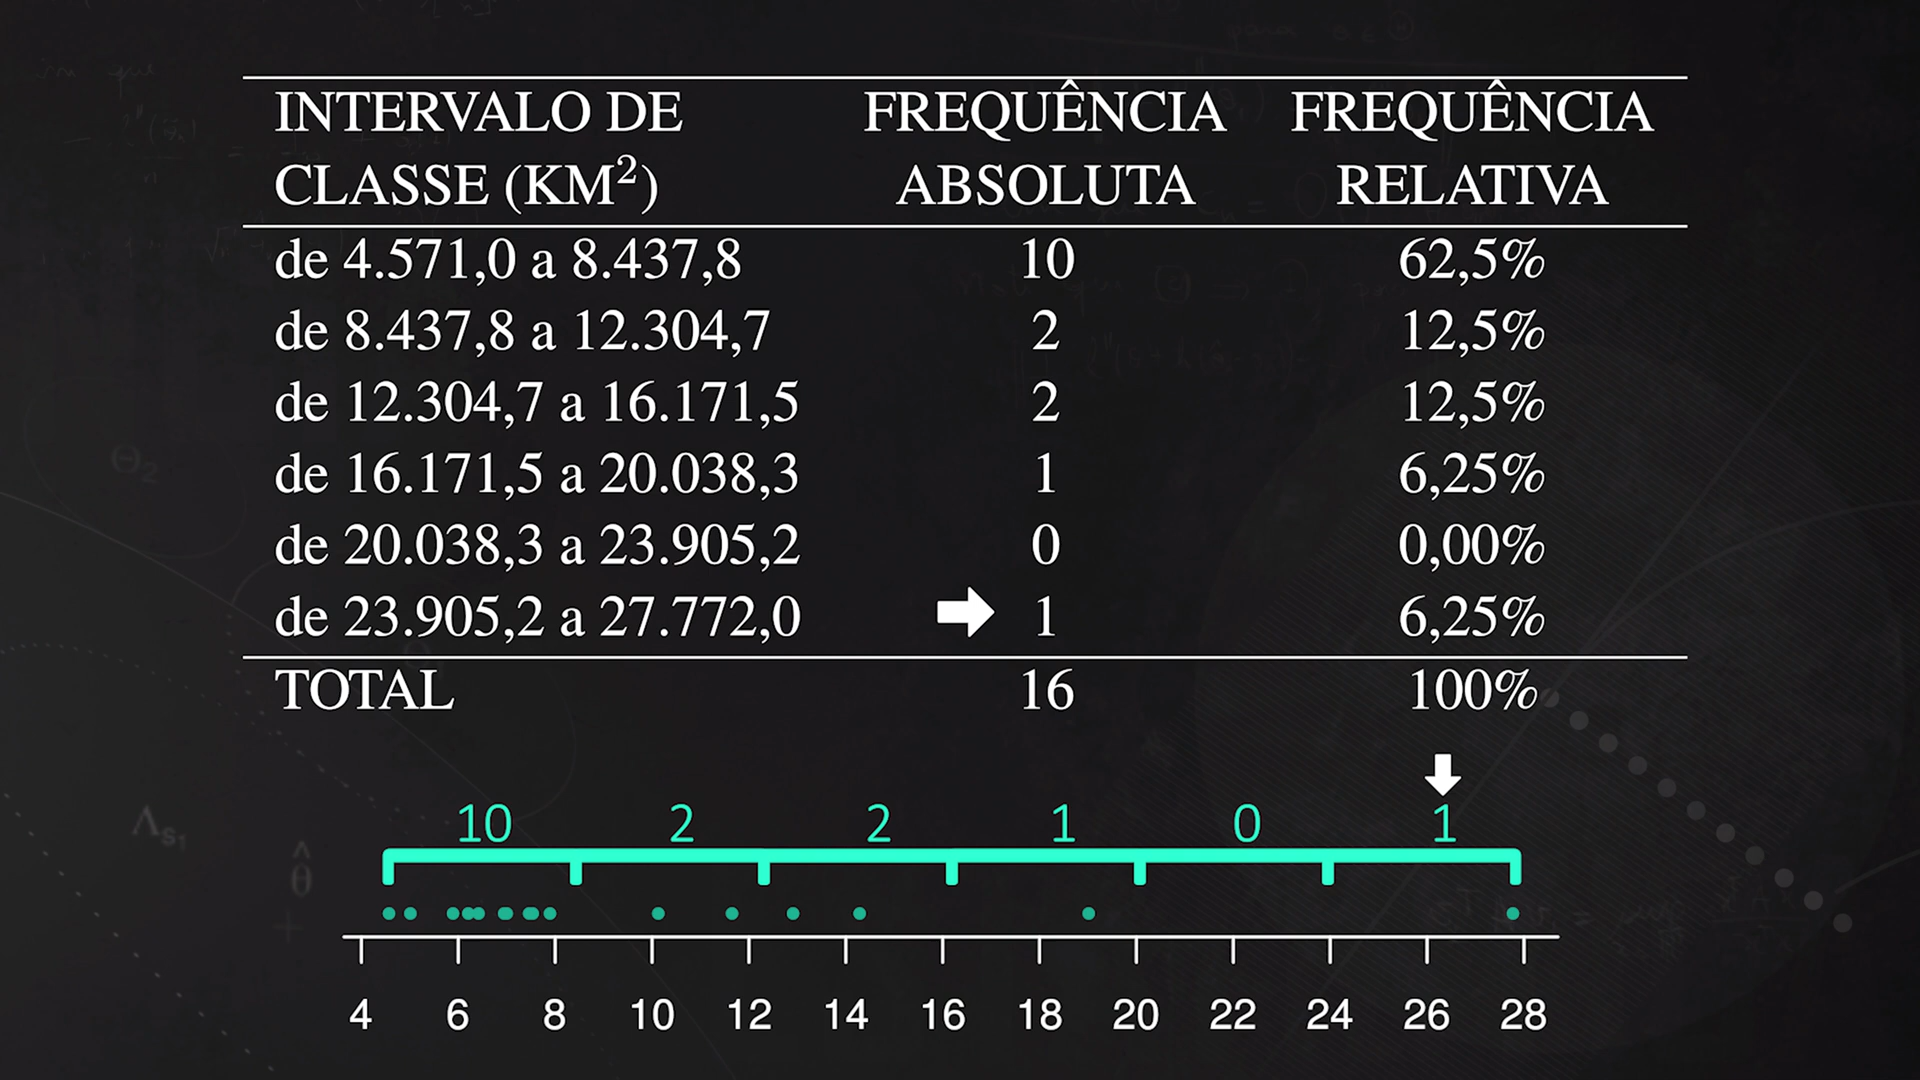 INTERVALO DE FREQUÊNCIA FREQUÊNCIA
CLASSE (KM²) ABSOLUTA RELATIVA
de 4.571,0 a 8.437,8 10 62,5%
de 8.437,8 a 12.304,7 2 12,5%
de 12.304,7 a 16.171,5 2 12,5%
de 16.171,5 a 20.038,3 1 6,25%
de 20.038,3 a 23.905,2 0 0,00%
de 23.905,2 a 27.772,0 1 6,25%
TOTAL 16 100%
10 2 2 1 0 1
4 6 8 10 12 14 16 18 20 22 24 26 28